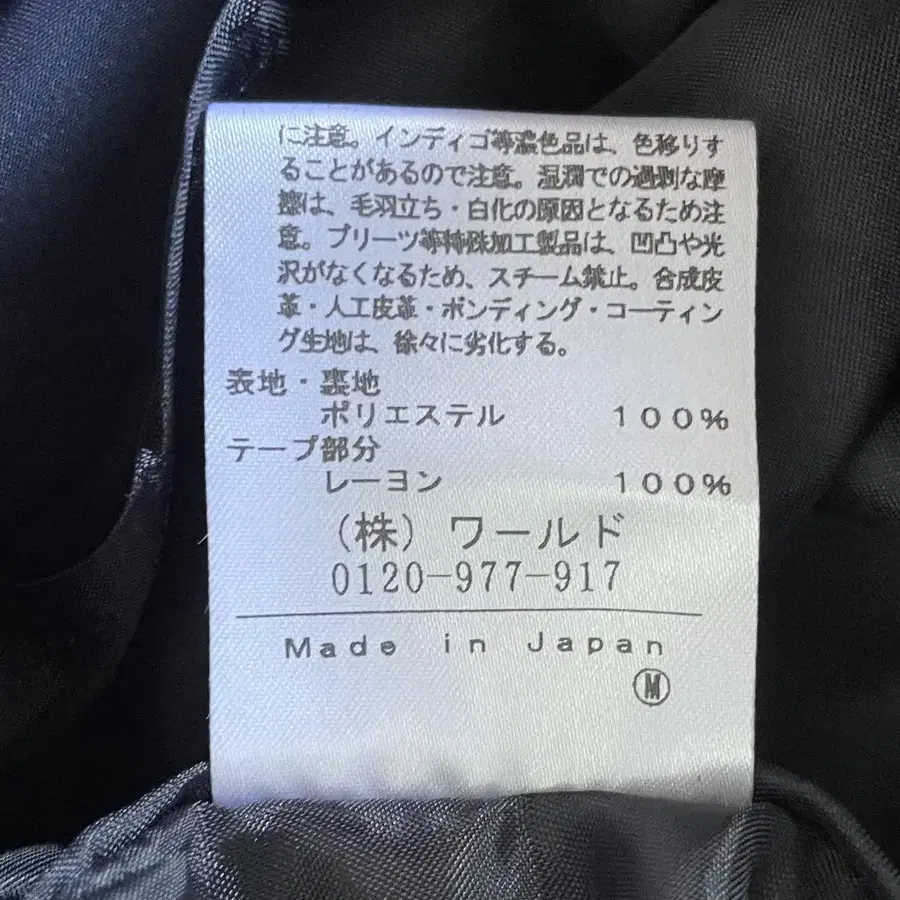 に注意。インディゴ等濃色品は、色移りす
ることがあるので注意。湿潤での過剰な摩
擦は、毛羽立ち・白化の原因となるため注
意。プリーツ等特殊加工製品は、凹凸や光
沢がなくなるため、スチーム禁止。合成皮
革・人工皮革・ボンディング・コーティン
グ生地は、徐々に劣化する。
表地・裏地
ポリエステル 100%
テープ部分
レーヨン 100%
(株)ワールド
0120-977-917
Made in Japan
Ⓜ